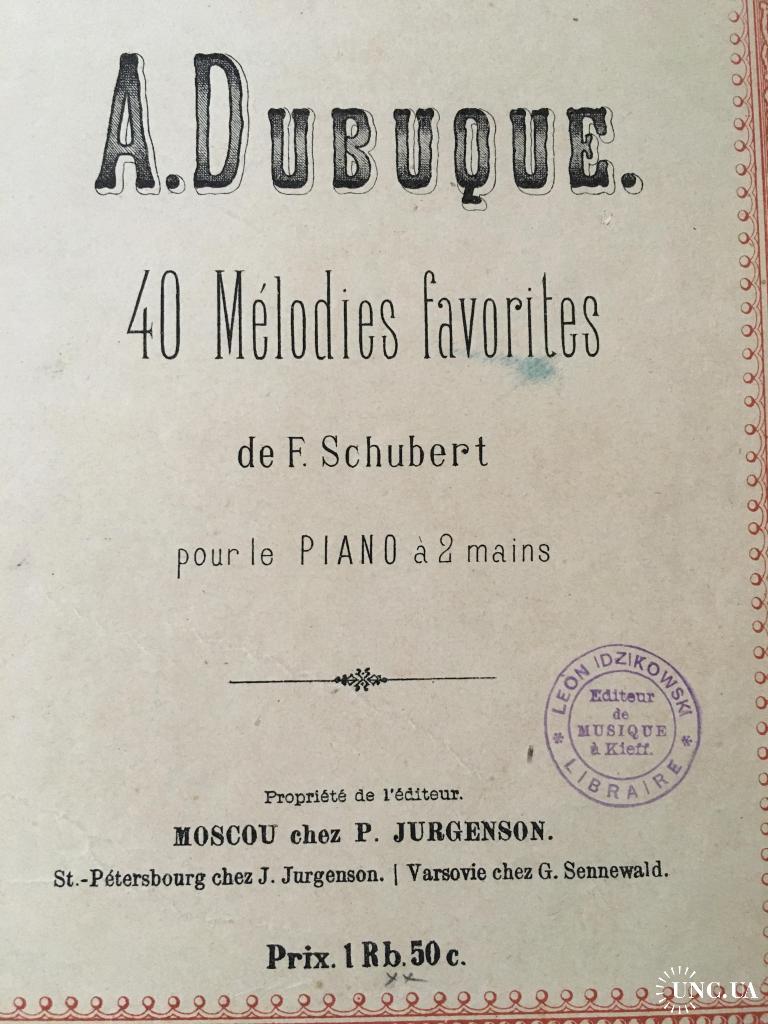 A. DUBUQUE.
40 Mélodies favorites
de F. Schubert
pour le PIANO à 2 mains
LEON IDZIKOWSKI
Editeur
de
MUSIQUE
à Kieff.
* LIBRAIRE *
Propriété de l'éditeur.
MOSCOU chez P. JURGENSON.
St.-Pétersbourg chez J. Jurgenson. | Varsovie chez G. Sennewald.
Prix. 1 Rb. 50 c.
UNC.UA